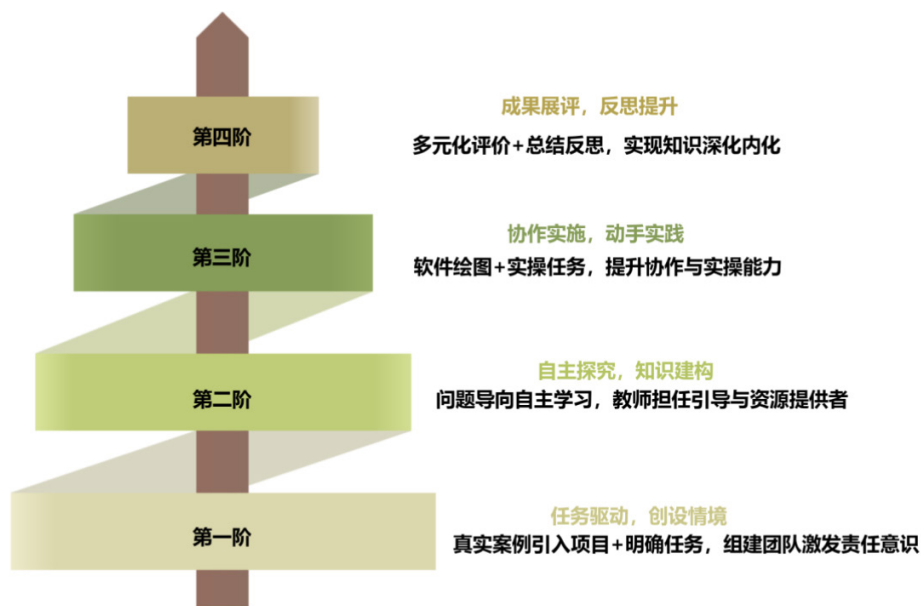 第四阶
成果展评，反思提升
多元化评价+总结反思，实现知识深化内化
第三阶
协作实施，动手实践
软件绘图+实操任务，提升协作与实操能力
第二阶
自主探究，知识建构
问题导向自主学习，教师担任引导与资源提供者
第一阶
任务驱动，创设情境
真实案例引入项目+明确任务，组建团队激发责任意识